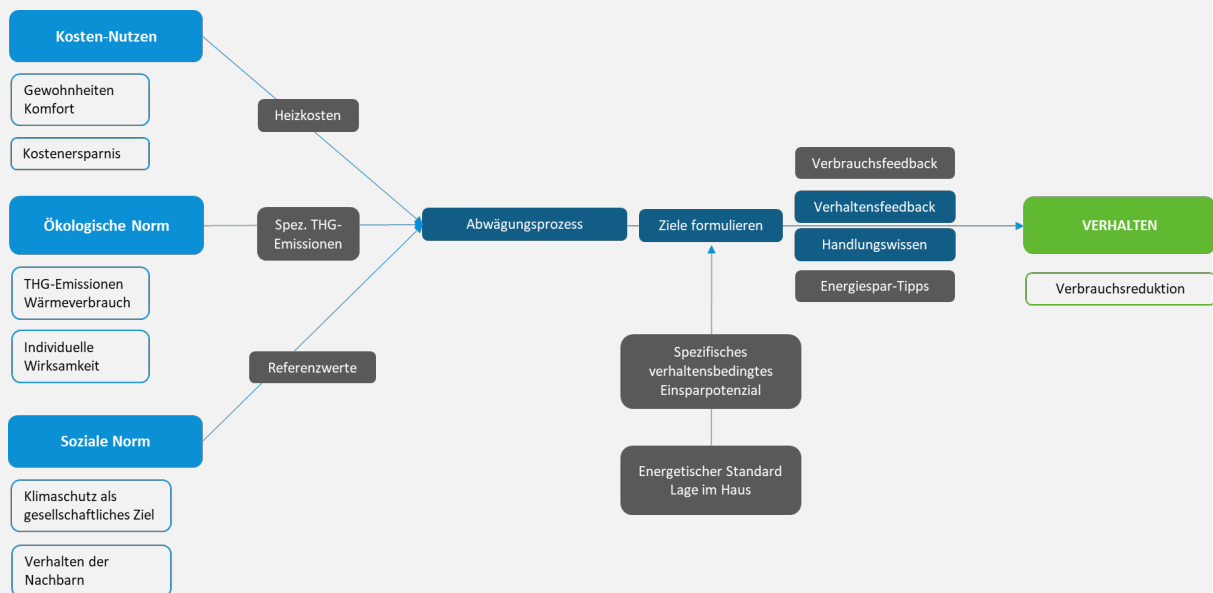 Kosten-Nutzen
Gewohnheiten
Komfort
Kostenersparnis
Heizkosten
Ökologische Norm
Spez. THG-
Emissionen
THG-Emissionen
Wärmeverbrauch
Individuelle
Wirksamkeit
Referenzwerte
Soziale Norm
Klimaschutz als
gesellschaftliches Ziel
Verhalten der
Nachbarn
Abwägungsprozess
Ziele formulieren
Spezifisches
verhaltensbedingtes
Einsparpotenzial
Energetischer Standard
Lage im Haus
Verbrauchsfeedback
Verhaltensfeedback
Handlungswissen
Energiespar-Tipps
VERHALTEN
Verbrauchsreduktion